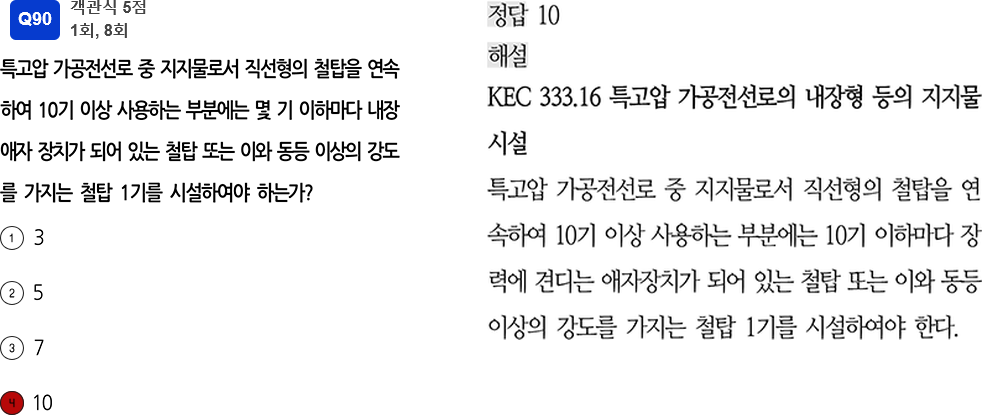 Q90
객관식 5점
1회, 8회
특고압 가공전선로 중 지지물로서 직선형의 철탑을 연속
하여 10기 이상 사용하는 부분에는 몇 기 이하마다 내장
애자 장치가 되어 있는 철탑 또는 이와 동등 이상의 강도
를 가지는 철탑 1기를 시설하여야 하는가?
① 3
② 5
③ 7
④ 10
정답 10
해설
KEC 333.16 특고압 가공전선로의 내장형 등의 지지물
시설
특고압 가공전선로 중 지지물로서 직선형의 철탑을 연
속하여 10기 이상 사용하는 부분에는 10기 이하마다 장
력에 견디는 애자장치가 되어 있는 철탑 또는 이와 동등
이상의 강도를 가지는 철탑 1기를 시설하여야 한다.